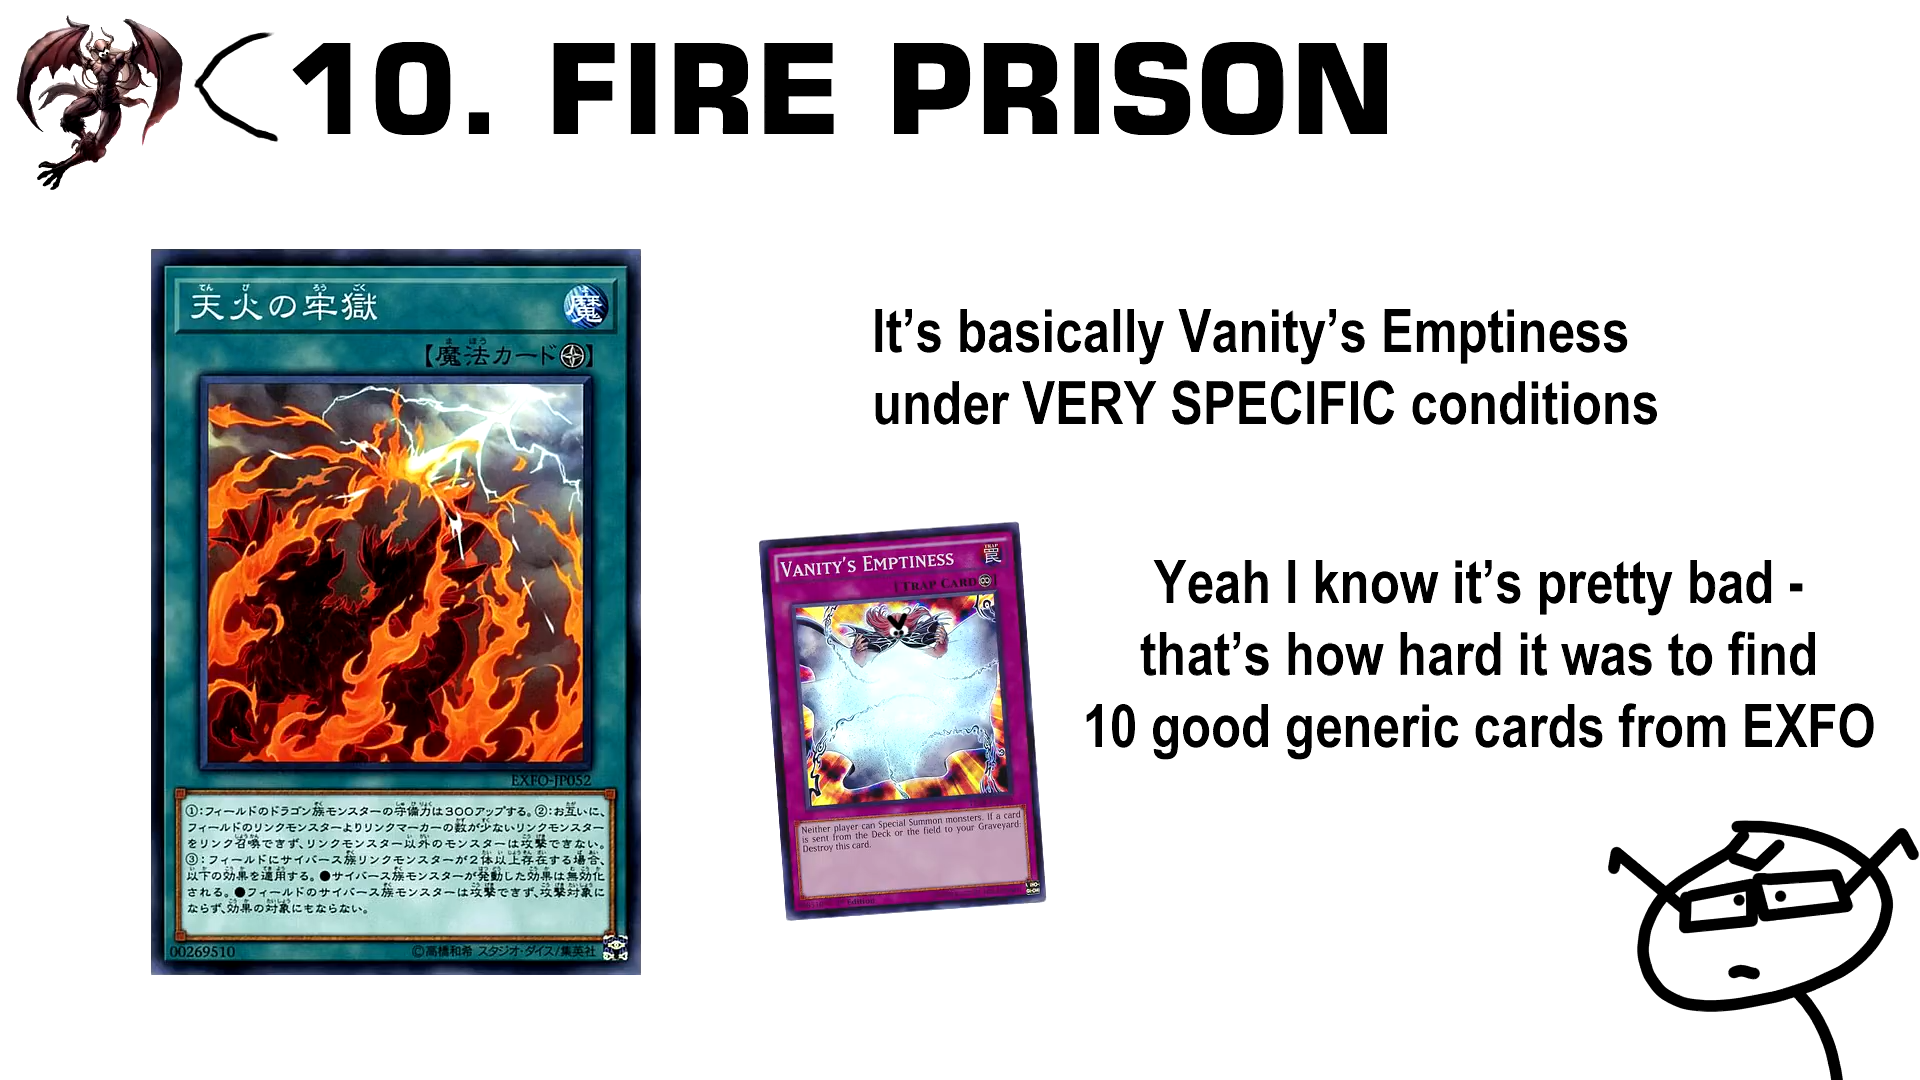 10. FIRE PRISON
天火の牢獄
魔
【魔法カード】
It’s basically Vanity’s Emptiness
under VERY SPECIFIC conditions
EXFO-JP052
①:フィールドのドラゴン族モンスターの守備力は300アップする。②:お互いに、
フィールドのリンクモンスターよりリンクマーカーの数が少ないリンクモンスター
をリンク召喚できず、リンクモンスター以外のモンスターは攻撃できない。
③:フィールドにサイバース族リンクモンスターが2体以上存在する場合、
以下の効果を適用する。●サイバース族モンスターが発動した効果は無効化
される。●フィールドのサイバース族モンスターは攻撃できず、攻撃対象に
ならず、効果の対象にもならない。
00269510
©高橋和希 スタジオ・ダイス/集英社
VANITY'S EMPTINESS
TRAP
罠
[TRAP CARD]
Neither player can Special Summon monsters. If a card
is sent from the Deck or the field to your Graveyard:
Destroy this card.
Edition
Yeah I know it’s pretty bad -
that’s how hard it was to find
10 good generic cards from EXFO